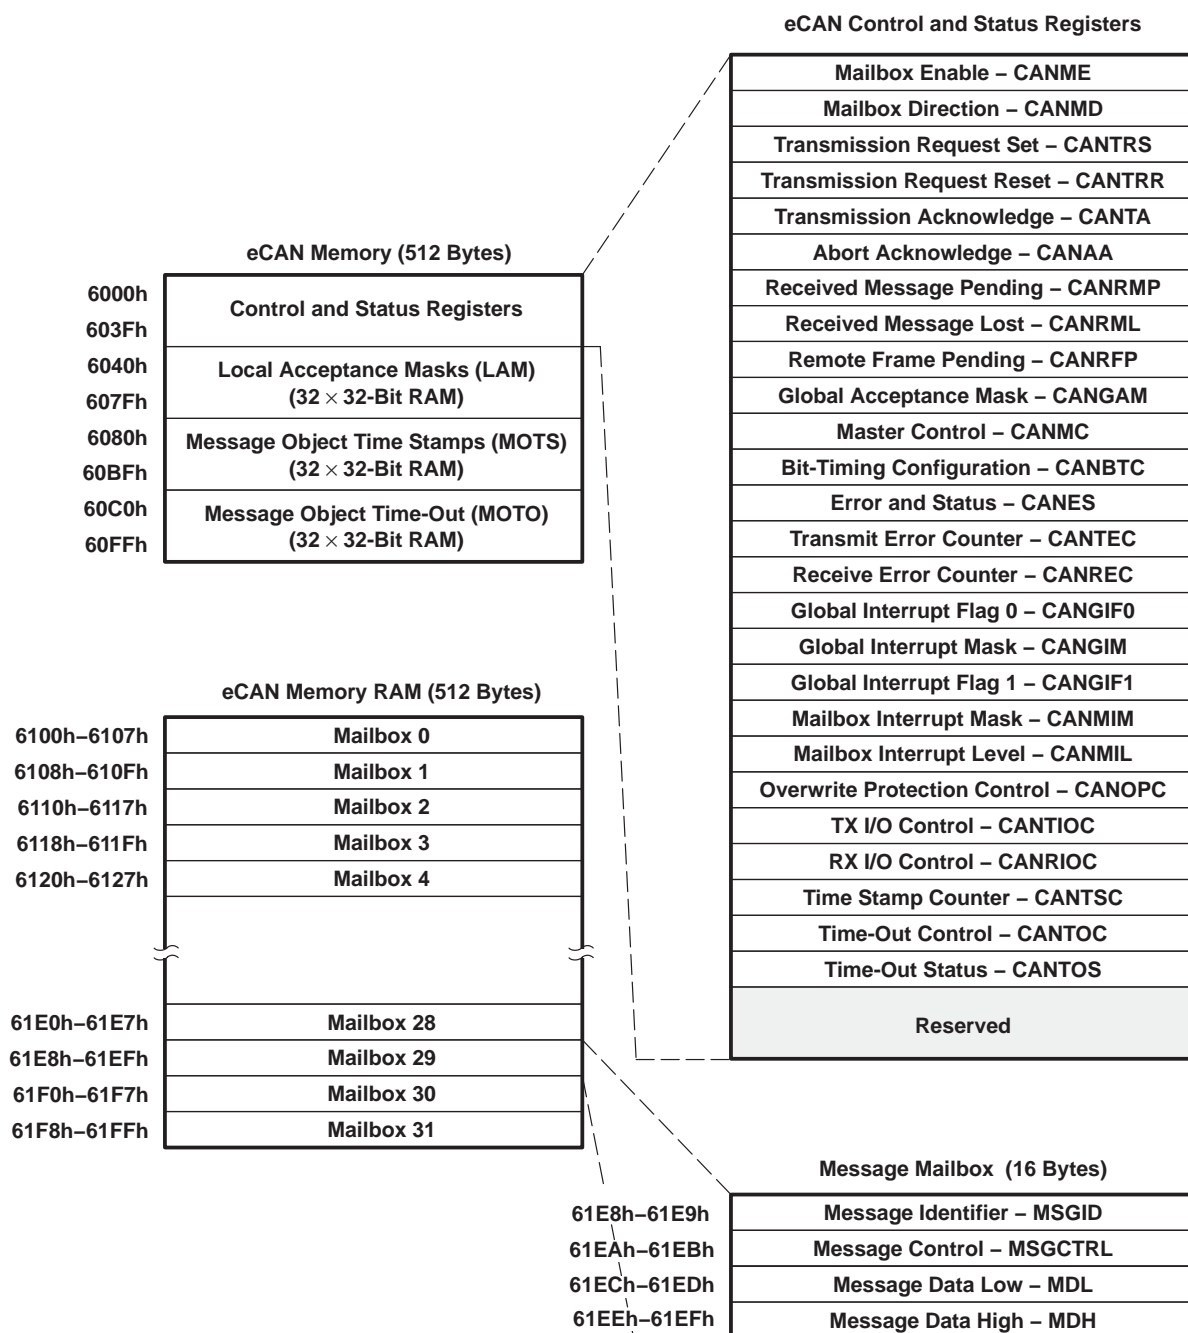 eCAN Control and Status Registers
Mailbox Enable – CANME
Mailbox Direction – CANMD
Transmission Request Set – CANTRS
Transmission Request Reset – CANTRR
Transmission Acknowledge – CANTA
Abort Acknowledge – CANAA
Received Message Pending – CANRMP
Received Message Lost – CANRML
Remote Frame Pending – CANRFP
Global Acceptance Mask – CANGAM
Master Control – CANMC
Bit-Timing Configuration – CANBTC
Error and Status – CANES
Transmit Error Counter – CANTEC
Receive Error Counter – CANREC
Global Interrupt Flag 0 – CANGIF0
Global Interrupt Mask – CANGIM
Global Interrupt Flag 1 – CANGIF1
Mailbox Interrupt Mask – CANMIM
Mailbox Interrupt Level – CANMIL
Overwrite Protection Control – CANOPC
TX I/O Control – CANTIOC
RX I/O Control – CANRIOC
Time Stamp Counter – CANTSC
Time-Out Control – CANTOC
Time-Out Status – CANTOS
Reserved
eCAN Memory (512 Bytes)
6000h
Control and Status Registers
603Fh
6040h
Local Acceptance Masks (LAM)
(32 × 32-Bit RAM)
607Fh
6080h
Message Object Time Stamps (MOTS)
(32 × 32-Bit RAM)
60BFh
60C0h
Message Object Time-Out (MOTO)
(32 × 32-Bit RAM)
60FFh
eCAN Memory RAM (512 Bytes)
6100h–6107h Mailbox 0
6108h–610Fh Mailbox 1
6110h–6117h Mailbox 2
6118h–611Fh Mailbox 3
6120h–6127h Mailbox 4
61E0h–61E7h Mailbox 28
61E8h–61EFh Mailbox 29
61F0h–61F7h Mailbox 30
61F8h–61FFh Mailbox 31
Message Mailbox (16 Bytes)
61E8h–61E9h Message Identifier – MSGID
61EAh–61EBh Message Control – MSGCTRL
61ECh–61EDh Message Data Low – MDL
61EEh–61EFh Message Data High – MDH